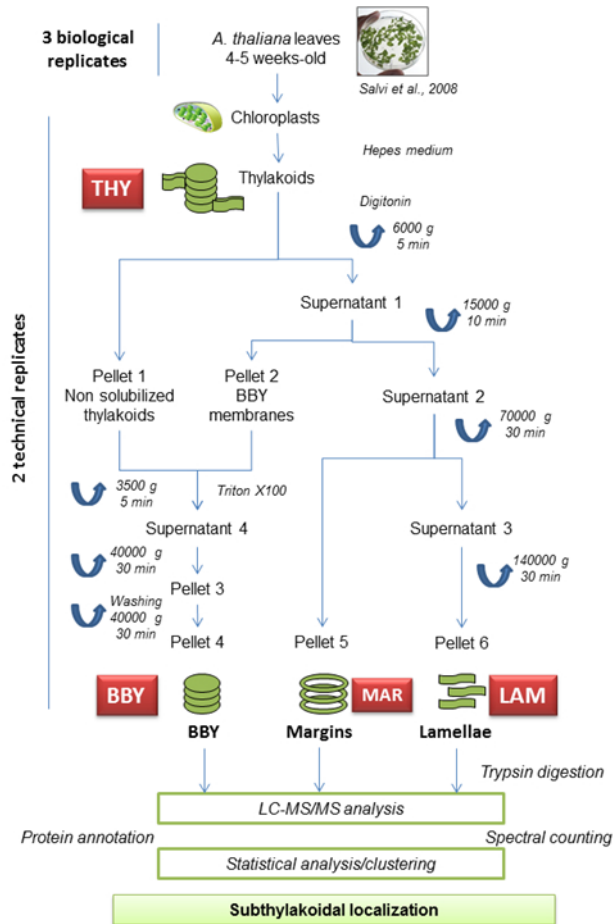 3 biological
replicates
A. thaliana leaves
4-5 weeks-old
Salvi et al., 2008
Chloroplasts
Hepes medium
THY
Thylakoids
Digitonin
6000 g
5 min
Supernatant 1
15000 g
10 min
2 technical replicates
Pellet 1
Non solubilized
thylakoids
Pellet 2
BBY
membranes
Supernatant 2
70000 g
30 min
3500 g
5 min
Triton X100
Supernatant 4
Supernatant 3
40000 g
30 min
140000 g
30 min
Pellet 3
Washing
40000 g
30 min
Pellet 4
Pellet 5
Pellet 6
BBY
MAR
LAM
BBY
Margins
Lamellae
Trypsin digestion
LC-MS/MS analysis
Protein annotation
Spectral counting
Statistical analysis/clustering
Subthylakoidal localization